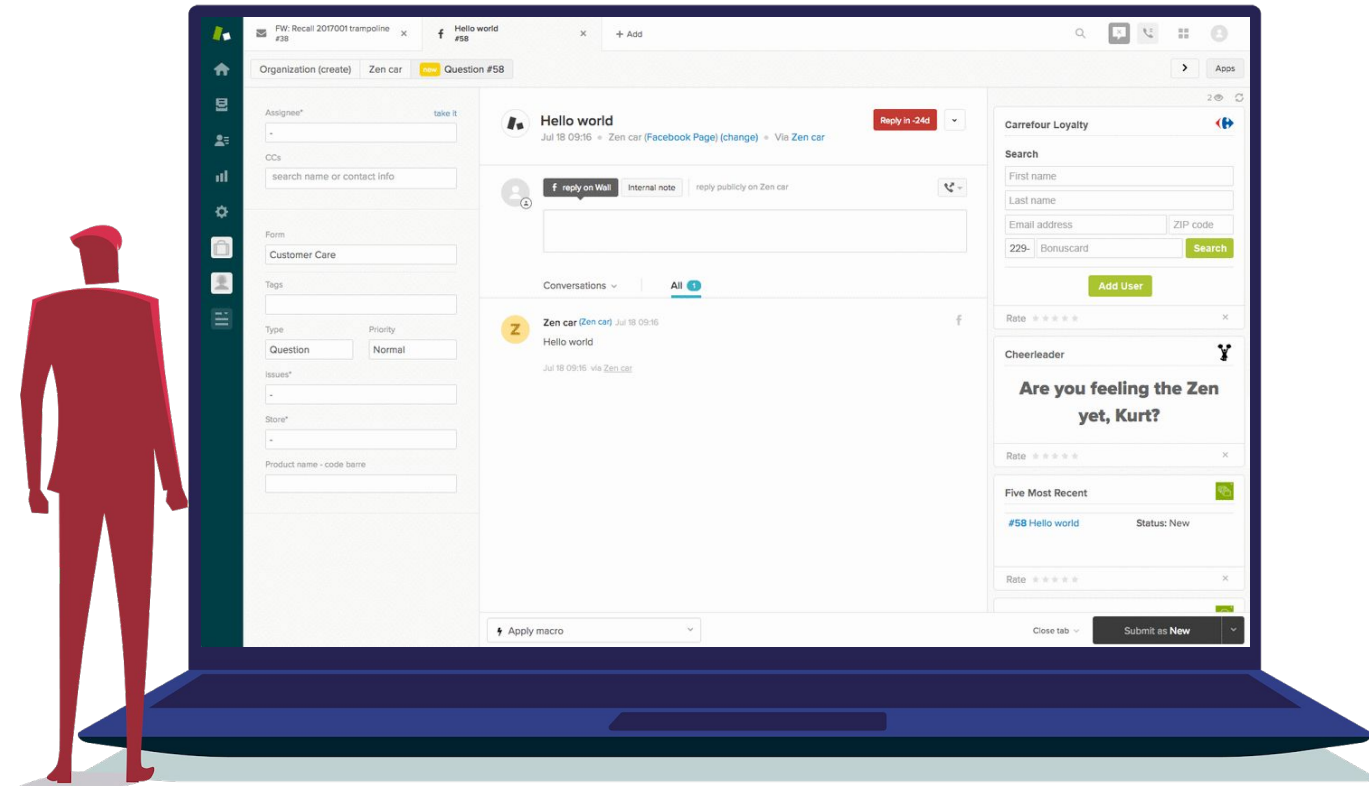 FW: Recall 2017001 trampoline
#38
Hello world
#58
+ Add
Organization (create)
Zen car
new Question #58
Apps
2
Assignee*
take it
-
CCs
search name or contact info
Form
Customer Care
Tags
Type
Priority
Question
Normal
Issues*
-
Store*
-
Product name - code barre
Hello world
Jul 18 09:16 Zen car (Facebook Page) (change) Via Zen car
Reply in -24d
reply on Wall
Internal note
reply publicly on Zen car
Conversations
All 1
Z
Zen car (Zen car) Jul 18 09:16
Hello world
Jul 18 09:16 via Zen car
Apply macro
Carrefour Loyalty
Search
First name
Last name
Email address
ZIP code
229-
Bonuscard
Search
Add User
Rate
Cheerleader
Are you feeling the Zen
yet, Kurt?
Rate
Five Most Recent
#58 Hello world
Status: New
Rate
Close tab
Submit as New